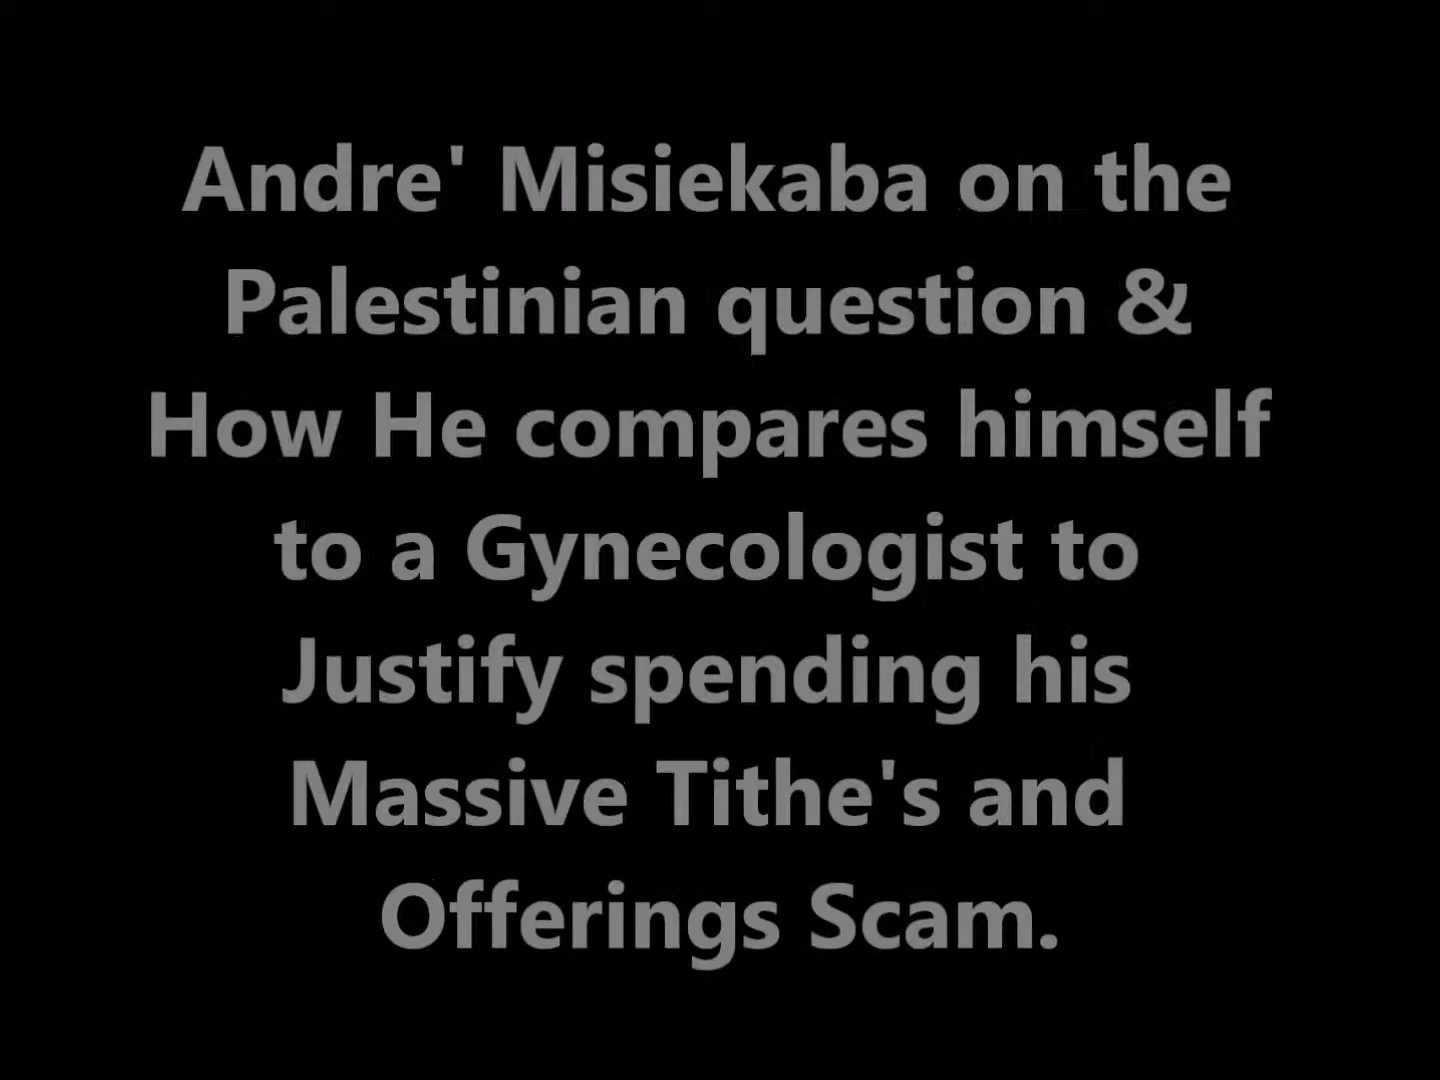 Andre' Misiekaba on the
Palestinian question &
How He compares himself
to a Gynecologist to
Justify spending his
Massive Tithe's and
Offerings Scam.